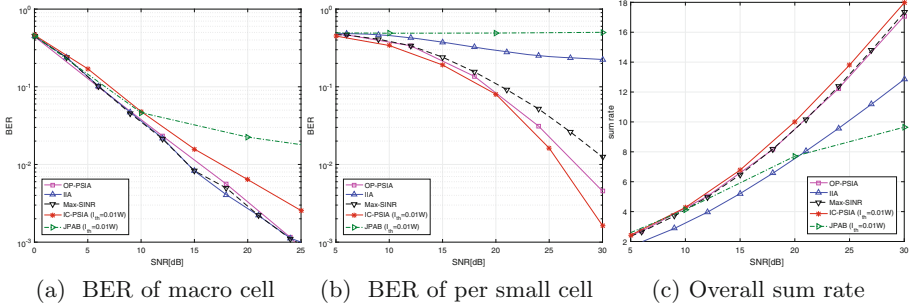 10^0
10^-1
10^-2
10^-3
BER
0 5 10 15 20 25
SNR[dB]
OP-PSIA
IIA
Max-SINR
IC-PSIA (I_th=0.01W)
JPAB (I_th=0.01W)
(a) BER of macro cell
10^0
10^-1
10^-2
10^-3
BER
5 10 15 20 25 30
SNR[dB]
OP-PSIA
IIA
Max-SINR
IC-PSIA (I_th=0.01W)
JPAB (I_th=0.01W)
(b) BER of per small cell
18
16
14
12
10
8
6
4
2
sum rate
5 10 15 20 25 30
SNR[dB]
OP-PSIA
IIA
Max-SINR
IC-PSIA (I_th=0.01W)
JPAB (I_th=0.01W)
(c) Overall sum rate